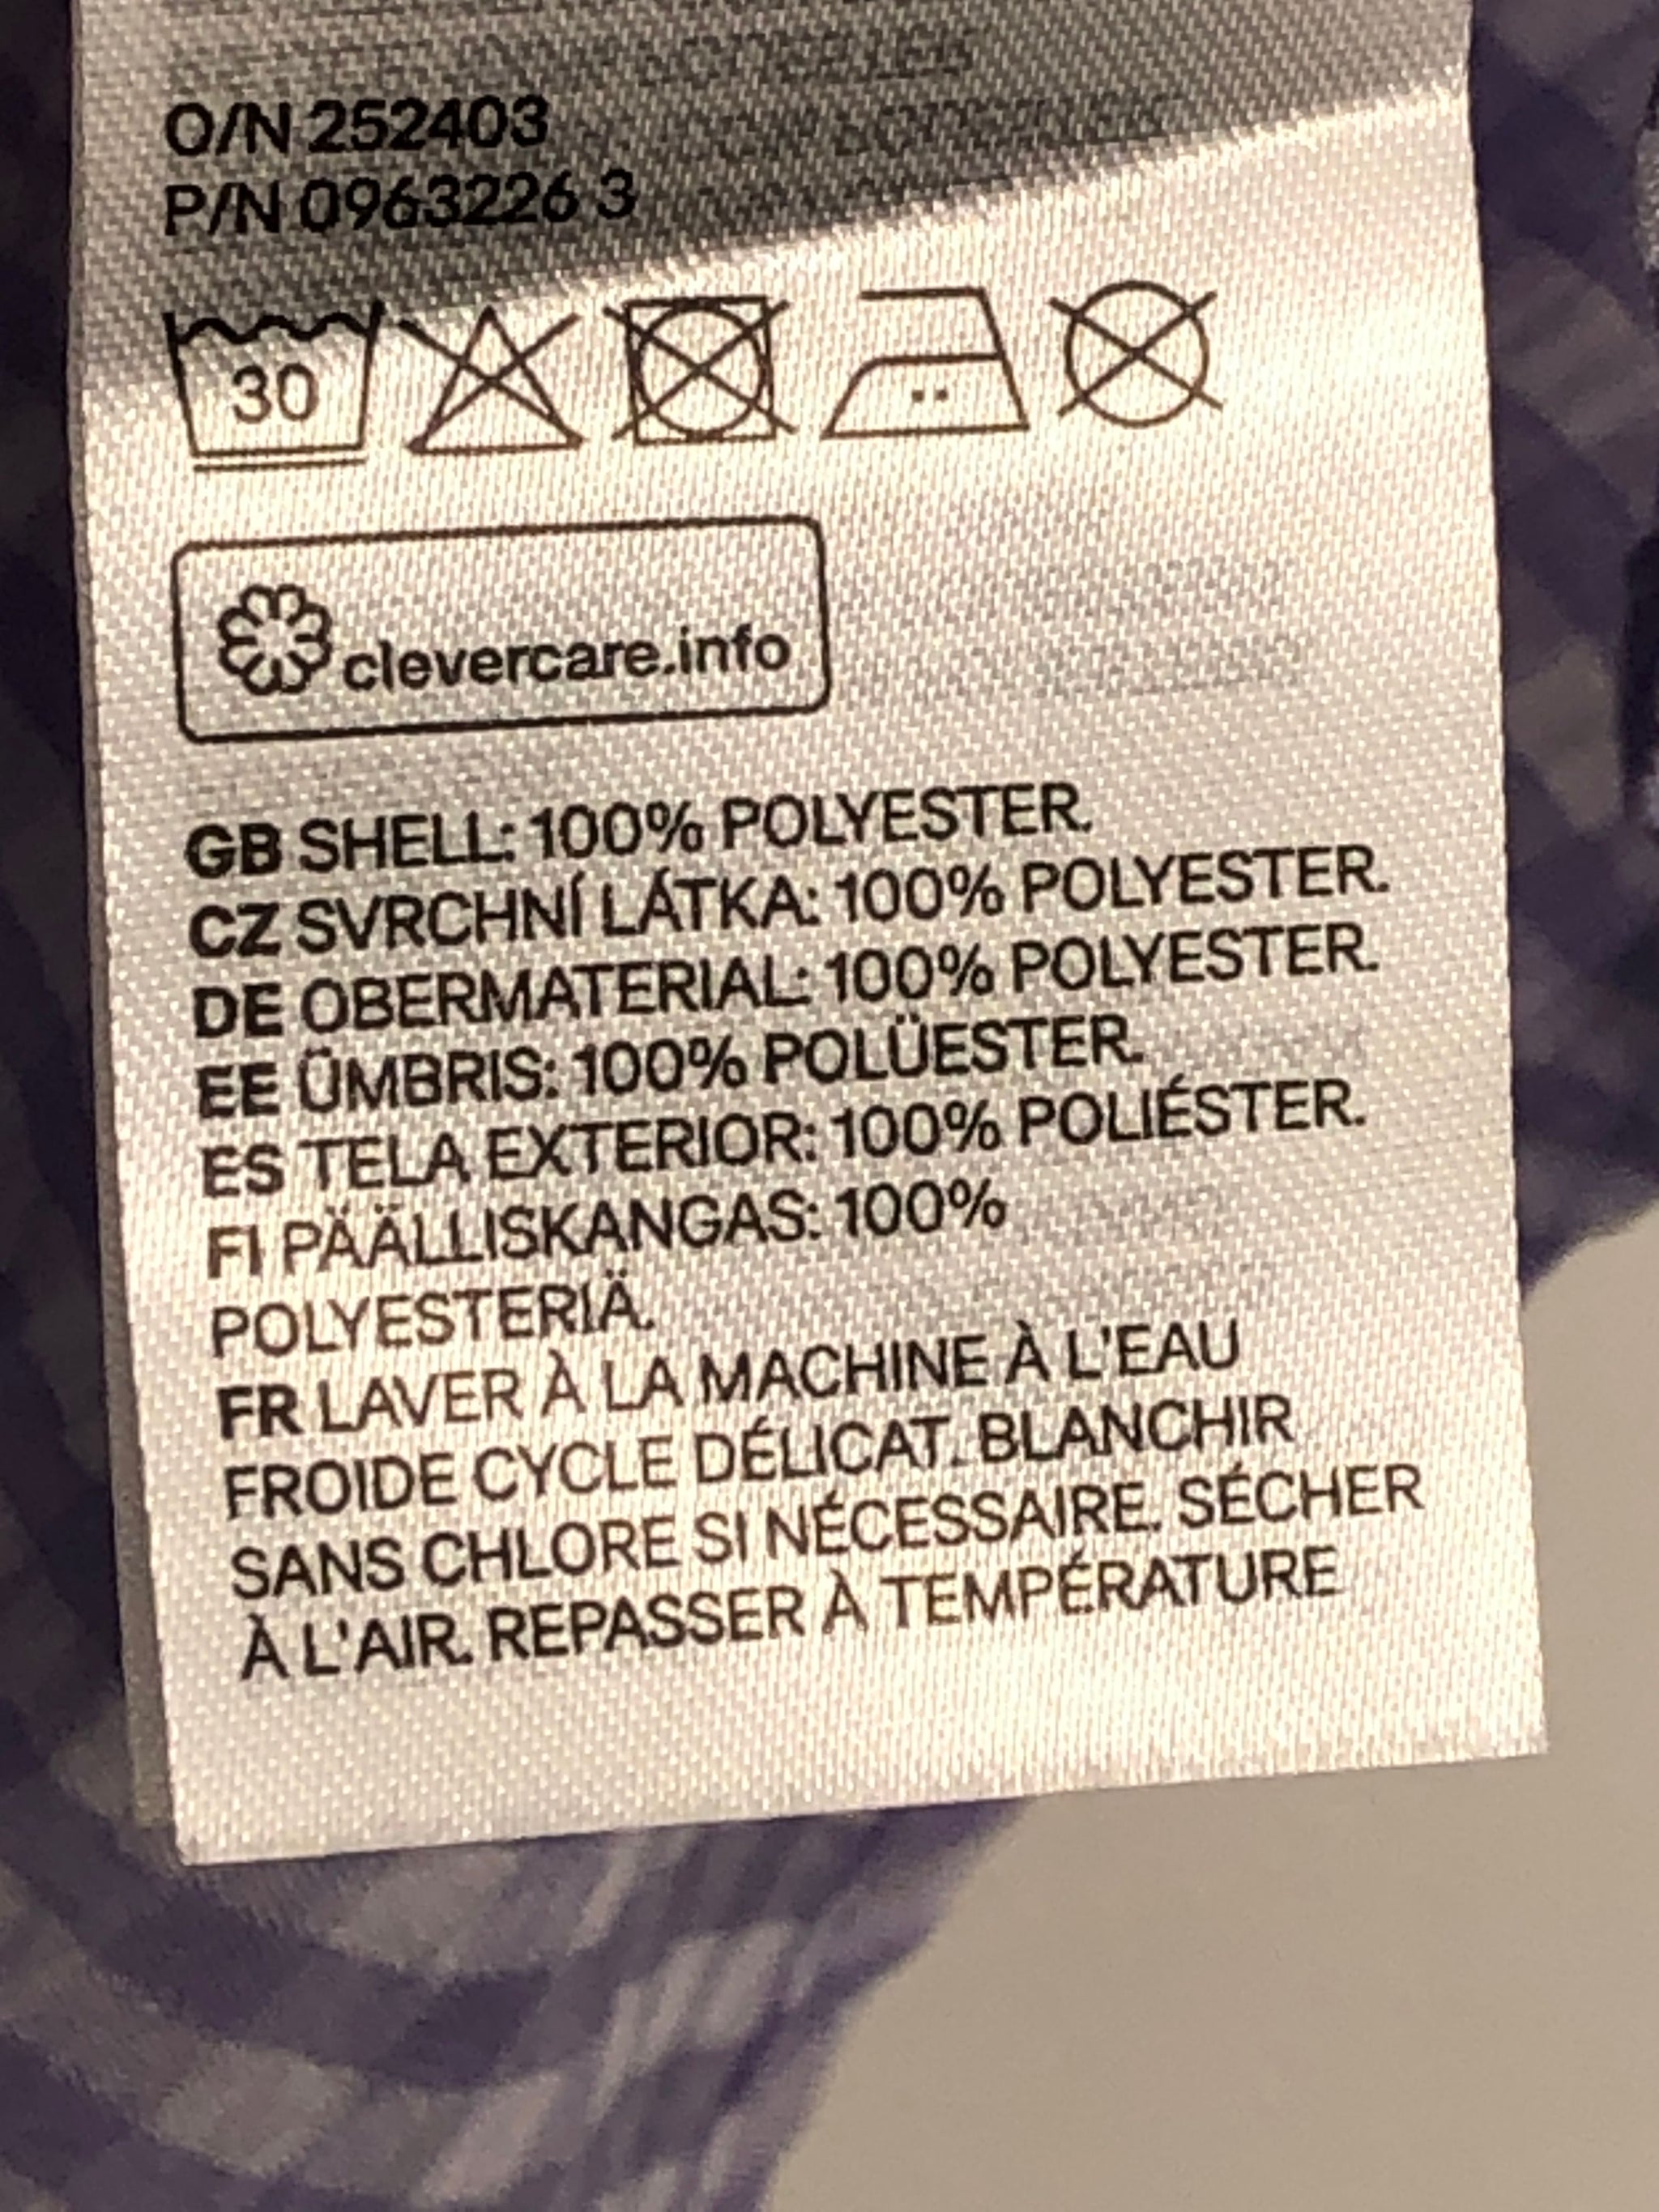 O/N 252403
P/N 0963226 3
30
clevercare.info
GB SHELL: 100% POLYESTER.
CZ SVRCHNÍ LÁTKA: 100% POLYESTER.
DE OBERMATERIAL: 100% POLYESTER.
EE ÜMBRIS: 100% POLÜESTER.
ES TELA EXTERIOR: 100% POLIÉSTER.
FI PÄÄLLISKANGAS: 100%
POLYESTERIÄ.
FR LAVER À LA MACHINE À L'EAU
FROIDE CYCLE DÉLICAT. BLANCHIR
SANS CHLORE SI NÉCESSAIRE. SÉCHER
À L'AIR. REPASSER À TEMPÉRATURE